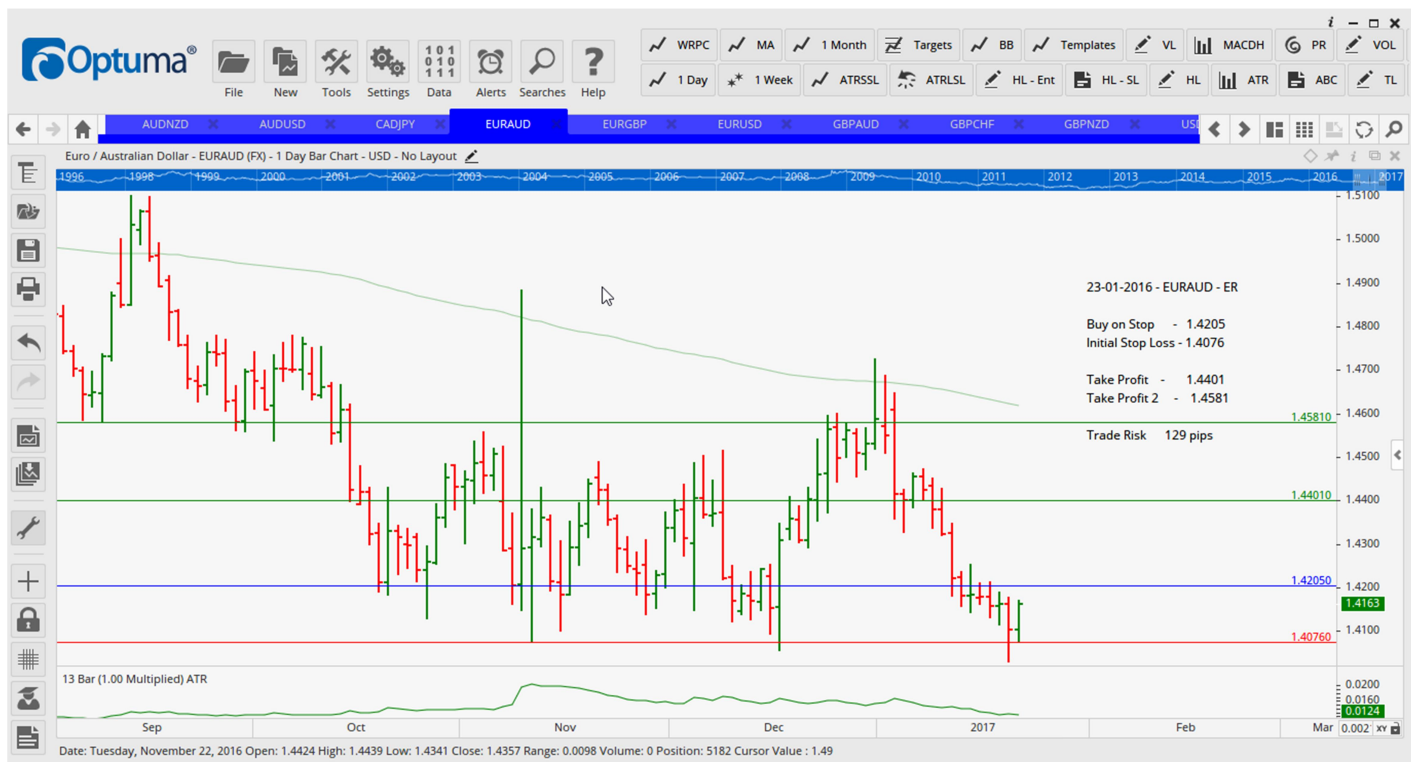 Optuma®
i
WRPC MA 1 Month Targets BB Templates VL MACDH PR VOL
1 Day 1 Week ATRSSL ATRLSL HL - Ent HL - SL HL ATR ABC TL
101
010
111
File New Tools Settings Data Alerts Searches Help
AUDNZD AUDUSD CADJPY EURAUD EURGBP EURUSD GBPAUD GBPCHF GBPNZD USD
Euro / Australian Dollar - EURAUD (FX) - 1 Day Bar Chart - USD - No Layout
1996 1998 1999 2000 2001 2002 2003 2004 2005 2006 2007 2008 2009 2010 2011 2012 2013 2014 2015 2016 2017
1.5100
1.5000
1.4900
1.4800
1.4700
1.4600
1.4500
1.4400
1.4300
1.4200
1.4163
1.4100
23-01-2016 - EURAUD - ER
Buy on Stop - 1.4205
Initial Stop Loss - 1.4076
Take Profit - 1.4401
Take Profit 2 - 1.4581
Trade Risk 129 pips
1.45810
1.44010
1.42050
1.40760
13 Bar (1.00 Multiplied) ATR
0.0200
0.0160
0.0124
Sep Oct Nov Dec 2017 Feb Mar 0.002 XY
Date: Tuesday, November 22, 2016 Open: 1.4424 High: 1.4439 Low: 1.4341 Close: 1.4357 Range: 0.0098 Volume: 0 Position: 5182 Cursor Value : 1.49